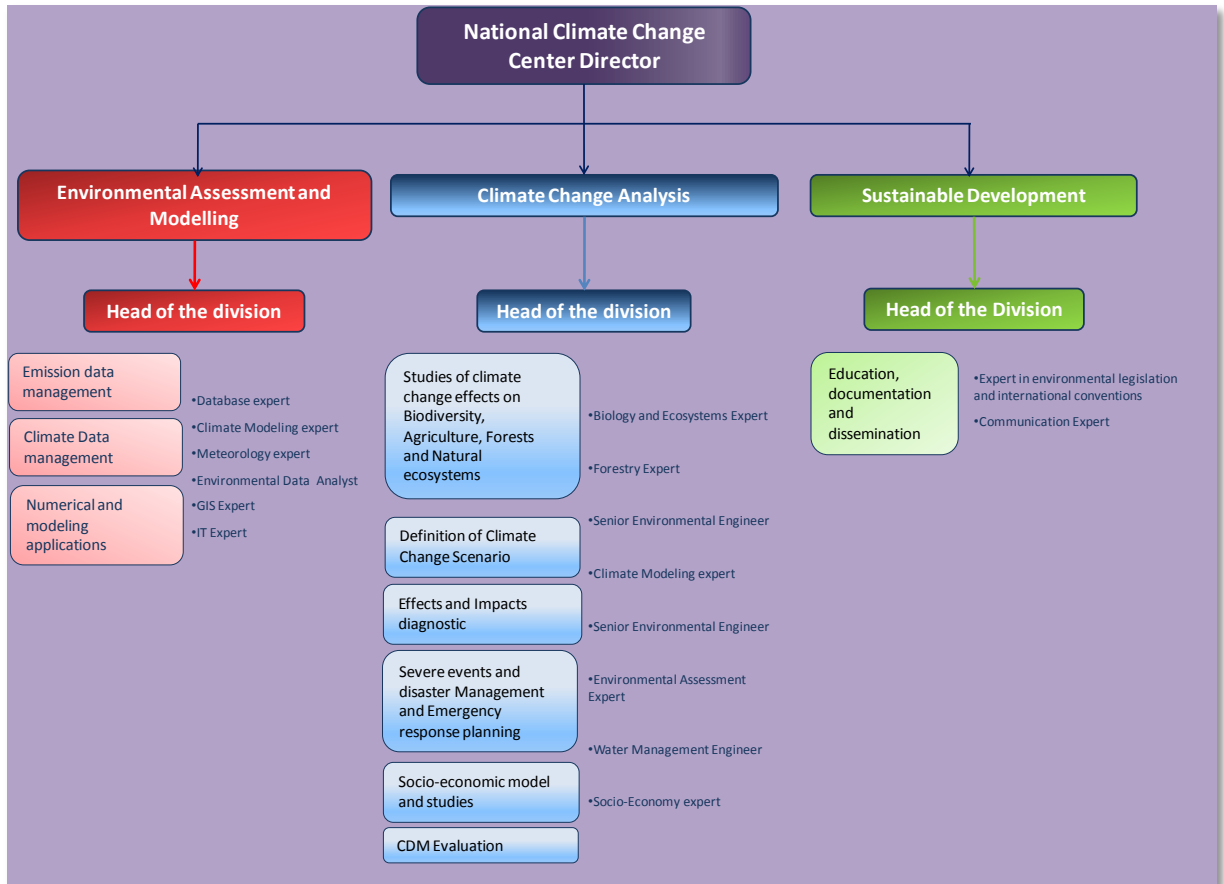 National Climate Change
Center Director
Environmental Assessment and
Modelling
Climate Change Analysis
Sustainable Development
Head of the division
Head of the division
Head of the Division
Emission data
management
Climate Data
management
Numerical and
modeling
applications
•Database expert
•Climate Modeling expert
•Meteorology expert
•Environmental Data Analyst
•GIS Expert
•IT Expert
Studies of climate
change effects on
Biodiversity,
Agriculture, Forests
and Natural
ecosystems
Definition of Climate
Change Scenario
Effects and Impacts
diagnostic
Severe events and
disaster Management
and Emergency
response planning
Socio-economic model
and studies
CDM Evaluation
•Biology and Ecosystems Expert
•Forestry Expert
•Senior Environmental Engineer
•Climate Modeling expert
•Senior Environmental Engineer
•Environmental Assessment
Expert
•Water Management Engineer
•Socio-Economy expert
Education,
documentation
and
dissemination
•Expert in environmental legislation
and international conventions
•Communication Expert